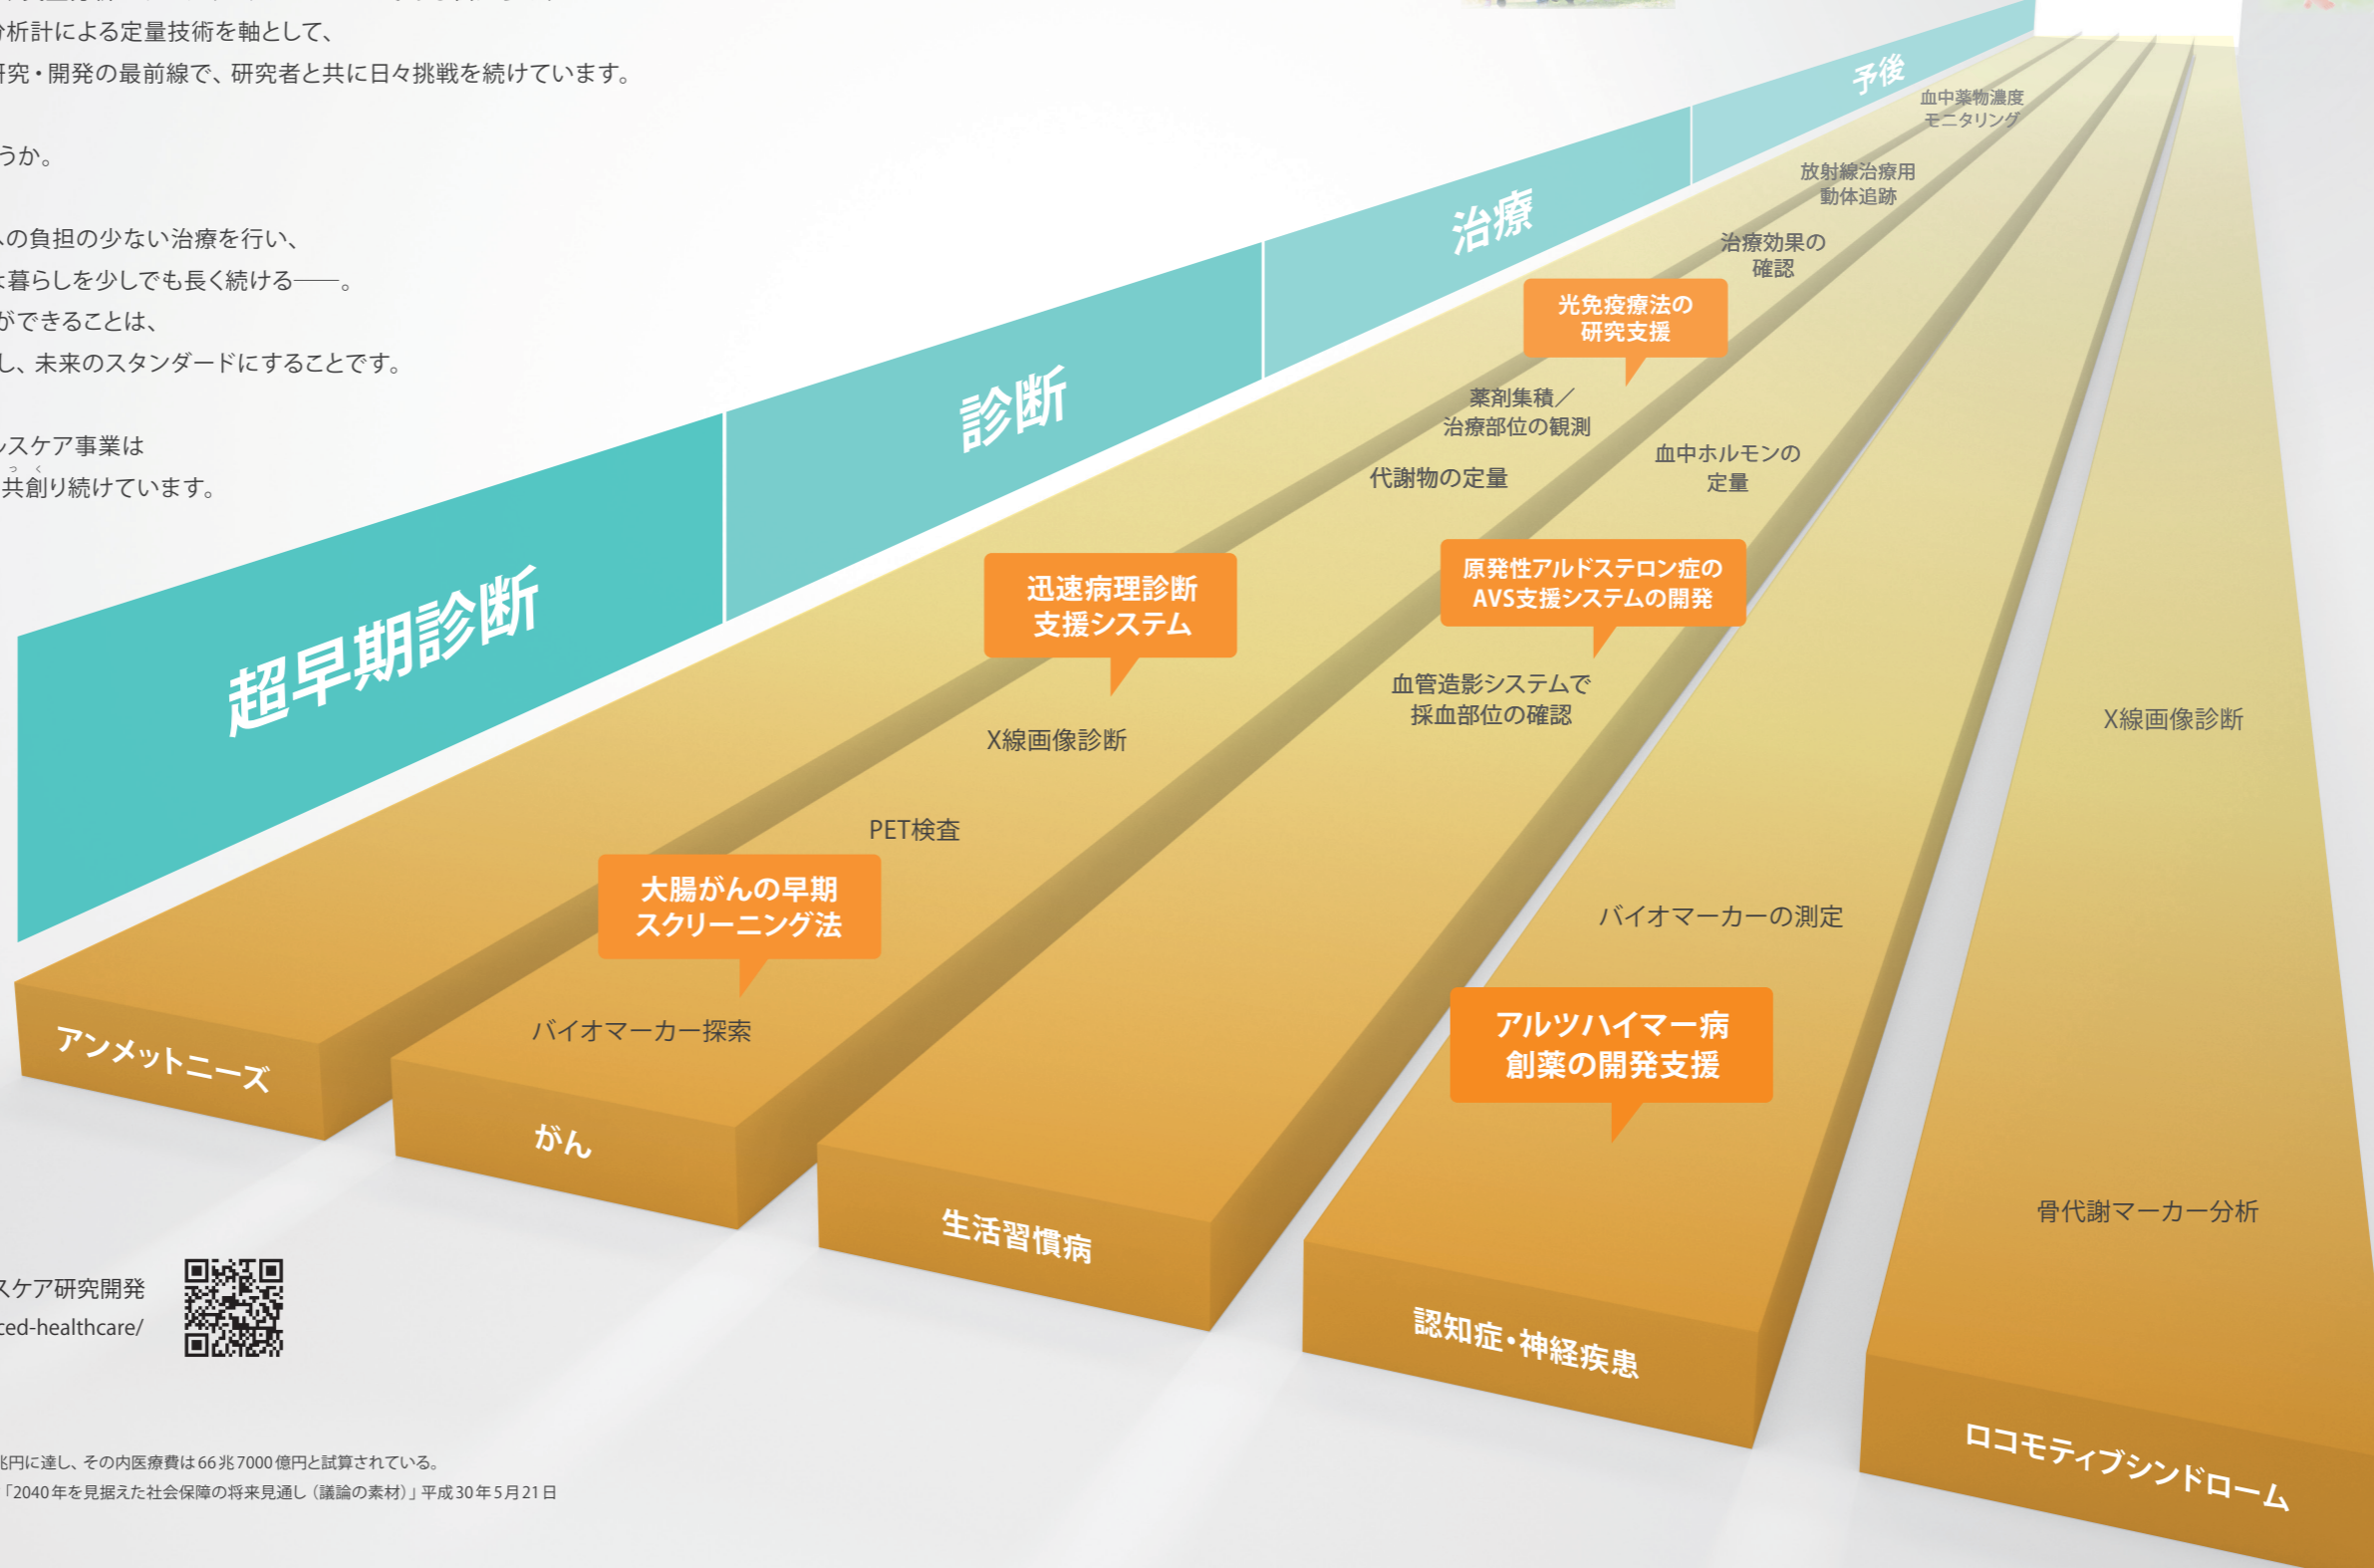 分析計による定量技術を軸として、
研究・開発の最前線で、研究者と共に日々挑戦を続けています。
うか。
の負担の少ない治療を行い、
暮らしを少しでも長く続ける――。
ができることは、
し、未来のスタンダードにすることです。
ルスケア事業は
っく
共創り続けています。
超早期診断
診断
治療
予後
血中薬物濃度
モニタリング
放射線治療用
動体追跡
治療効果の
確認
光免疫療法の
研究支援
薬剤集積／
治療部位の観測
代謝物の定量
血中ホルモンの
定量
迅速病理診断
支援システム
原発性アルドステロン症の
AVS支援システムの開発
血管造影システムで
採血部位の確認
X線画像診断
X線画像診断
PET検査
大腸がんの早期
スクリーニング法
バイオマーカーの測定
アルツハイマー病
創薬の開発支援
バイオマーカー探索
骨代謝マーカー分析
アンメットニーズ
がん
生活習慣病
認知症・神経疾患
ロコモティブシンドローム
スケア研究開発
ced-healthcare/
兆円に達し、その内医療費は66兆7000億円と試算されている。
「2040年を見据えた社会保障の将来見通し（議論の素材）」平成30年5月21日